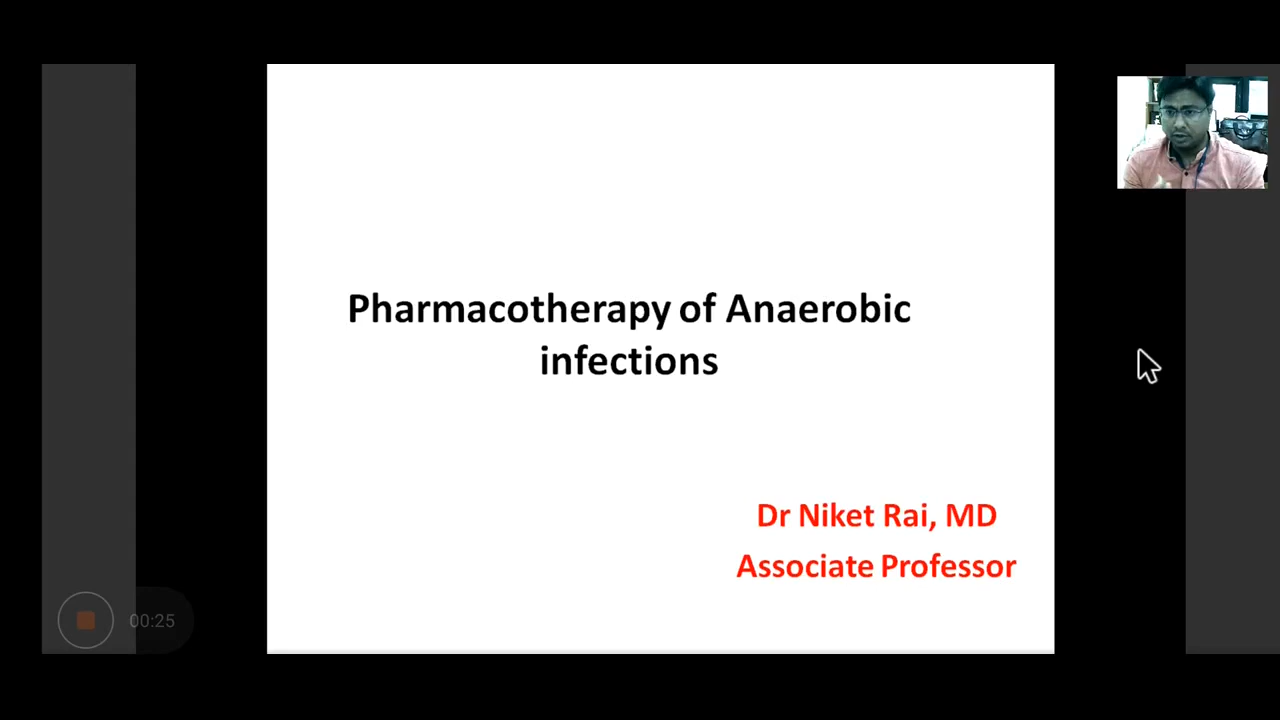 Pharmacotherapy of Anaerobic
infections
Dr Niket Rai, MD
Associate Professor
00:25